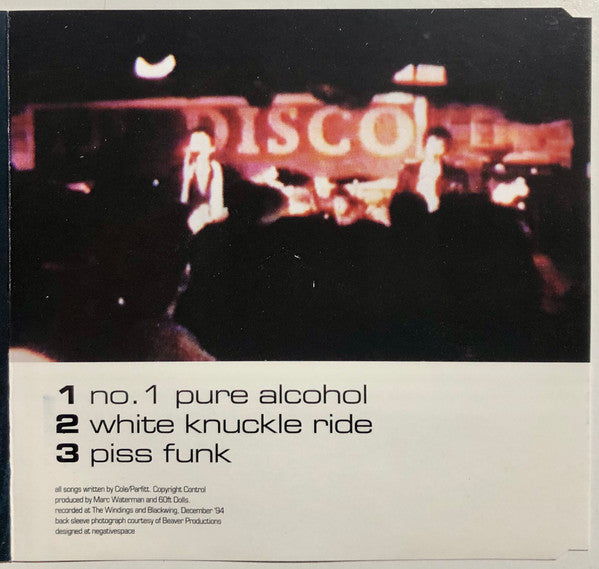 DISCO
1 no.1 pure alcohol
2 white knuckle ride
3 piss funk
all songs written by Cole/Parfitt. Copyright Control
produced by Marc Waterman and 60ft Dolls.
recorded at The Windings and Blackwing, December '94
back sleeve photograph courtesy of Beaver Productions
designed at negativespace